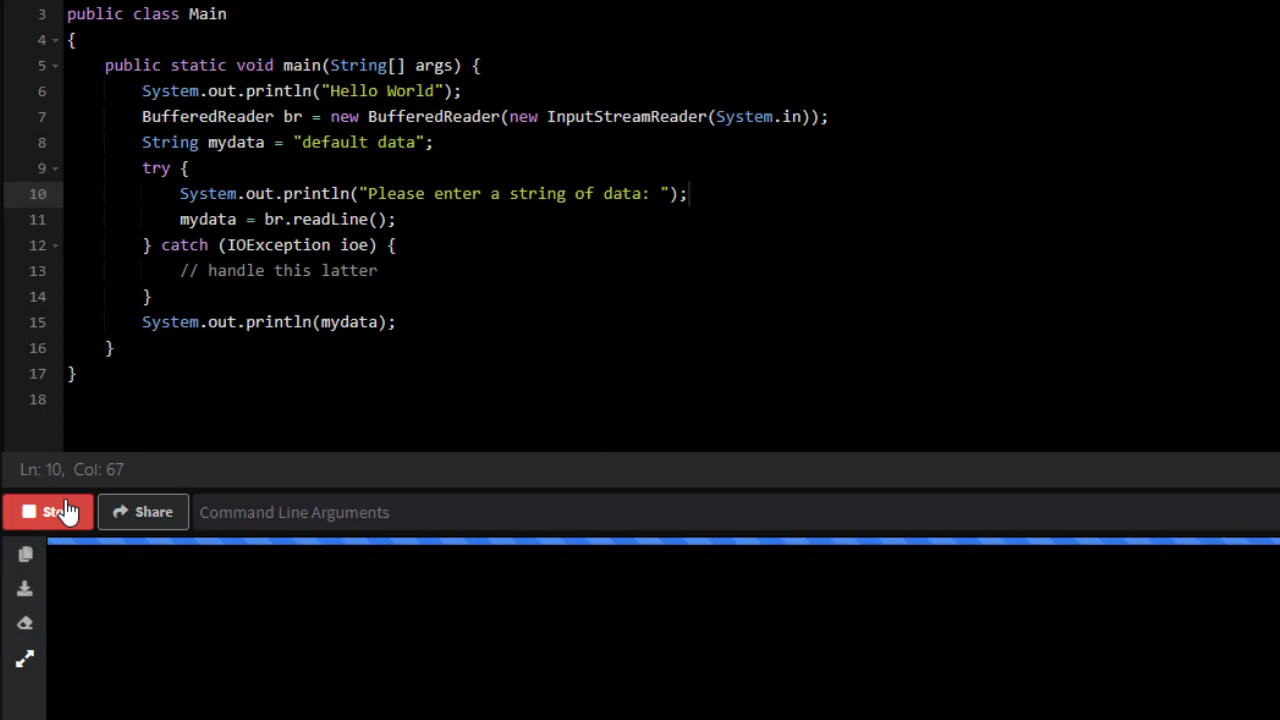 3 public class Main
4 {
5 public static void main(String[] args) {
6 System.out.println("Hello World");
7 BufferedReader br = new BufferedReader(new InputStreamReader(System.in));
8 String mydata = "default data";
9 try {
10 System.out.println("Please enter a string of data: ");
11 mydata = br.readLine();
12 } catch (IOException ioe) {
13 // handle this latter
14 }
15 System.out.println(mydata);
16 }
17 }
18
Ln: 10, Col: 67
Share Command Line Arguments